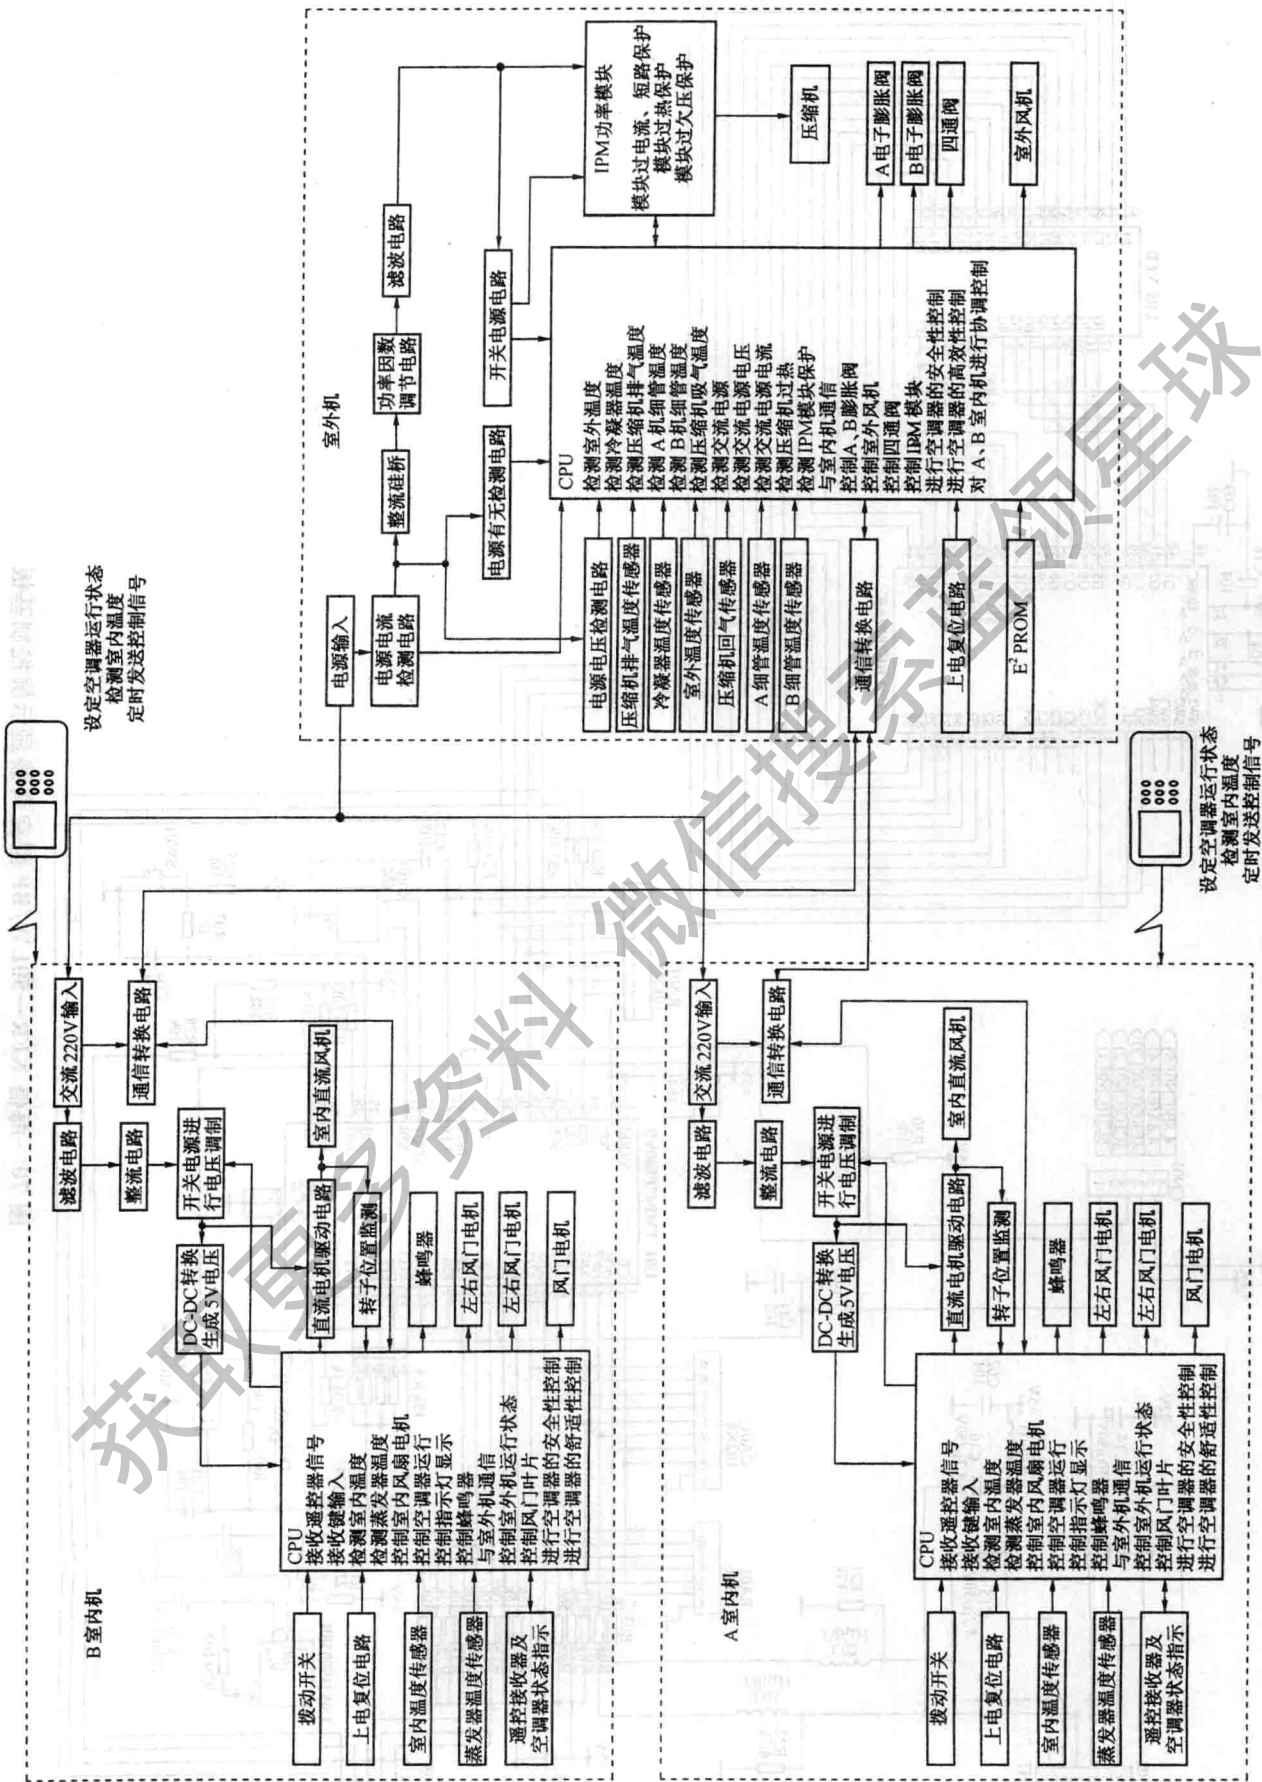 设定空调器运行状态
检测室内温度
定时发送控制信号
B室内机
拨动开关
上电复位电路
室内温度传感器
蒸发器温度传感器
遥控接收器及
空调器状态指示
CPU
接收遥控器信号
接收键输入
检测室内温度
检测蒸发器温度
控制室内风扇电机
控制空调器运行
控制指示灯显示
控制蜂鸣器
与室外机通信
控制室外机运行状态
控制风门叶片
进行空调器的安全性控制
进行空调器的舒适性控制
交流220V输入
滤波电路
通信转换电路
整流电路
开关电源进
行电压调制
DC-DC转换
生成5V电压
直流电机驱动电路
室内直流风机
转子位置监测
蜂鸣器
左右风门电机
左右风门电机
风门电机
A室内机
拨动开关
上电复位电路
室内温度传感器
蒸发器温度传感器
遥控接收器及
空调器状态指示
CPU
接收遥控器信号
接收键输入
检测室内温度
检测蒸发器温度
控制室内风扇电机
控制空调器运行
控制指示灯显示
控制蜂鸣器
与室外机通信
控制室外机运行状态
控制风门叶片
进行空调器的安全性控制
进行空调器的舒适性控制
交流220V输入
滤波电路
通信转换电路
整流电路
开关电源进
行电压调制
DC-DC转换
生成5V电压
直流电机驱动电路
室内直流风机
转子位置监测
蜂鸣器
左右风门电机
左右风门电机
风门电机
设定空调器运行状态
检测室内温度
定时发送控制信号
室外机
电源输入
电源电流
检测电路
整流硅桥
功率因数
调节电路
滤波电路
电源有无检测电路
开关电源电路
IPM功率模块
模块过电流、短路保护
模块过热保护
模块过欠压保护
压缩机
电源电压检测电路
压缩机排气温度传感器
冷凝器温度传感器
室外温度传感器
压缩机回气传感器
A细管温度传感器
B细管温度传感器
通信转换电路
上电复位电路
E² PROM
CPU
检测室外温度
检测冷凝器温度
检测压缩机排气温度
检测A机细管温度
检测B机细管温度
检测压缩机吸气温度
检测交流电源
检测交流电源电压
检测交流电源电流
检测压缩机过热
检测IPM模块保护
与室内机通信
控制A、B膨胀阀
控制室外风机
控制四通阀
控制IPM模块
进行空调器的安全性控制
进行空调器的高效性控制
对A、B室内机进行协调控制
A电子膨胀阀
B电子膨胀阀
四通阀
室外风机
获取更多资料 微信搜索蓝领星球